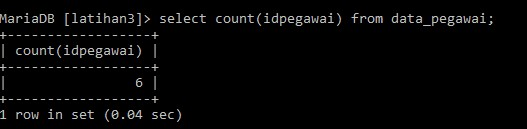 MariaDB [latihan3]> select count(idpegawai) from data_pegawai;
+------------------+
| count(idpegawai) |
+------------------+
|                6 |
+------------------+
1 row in set (0.04 sec)